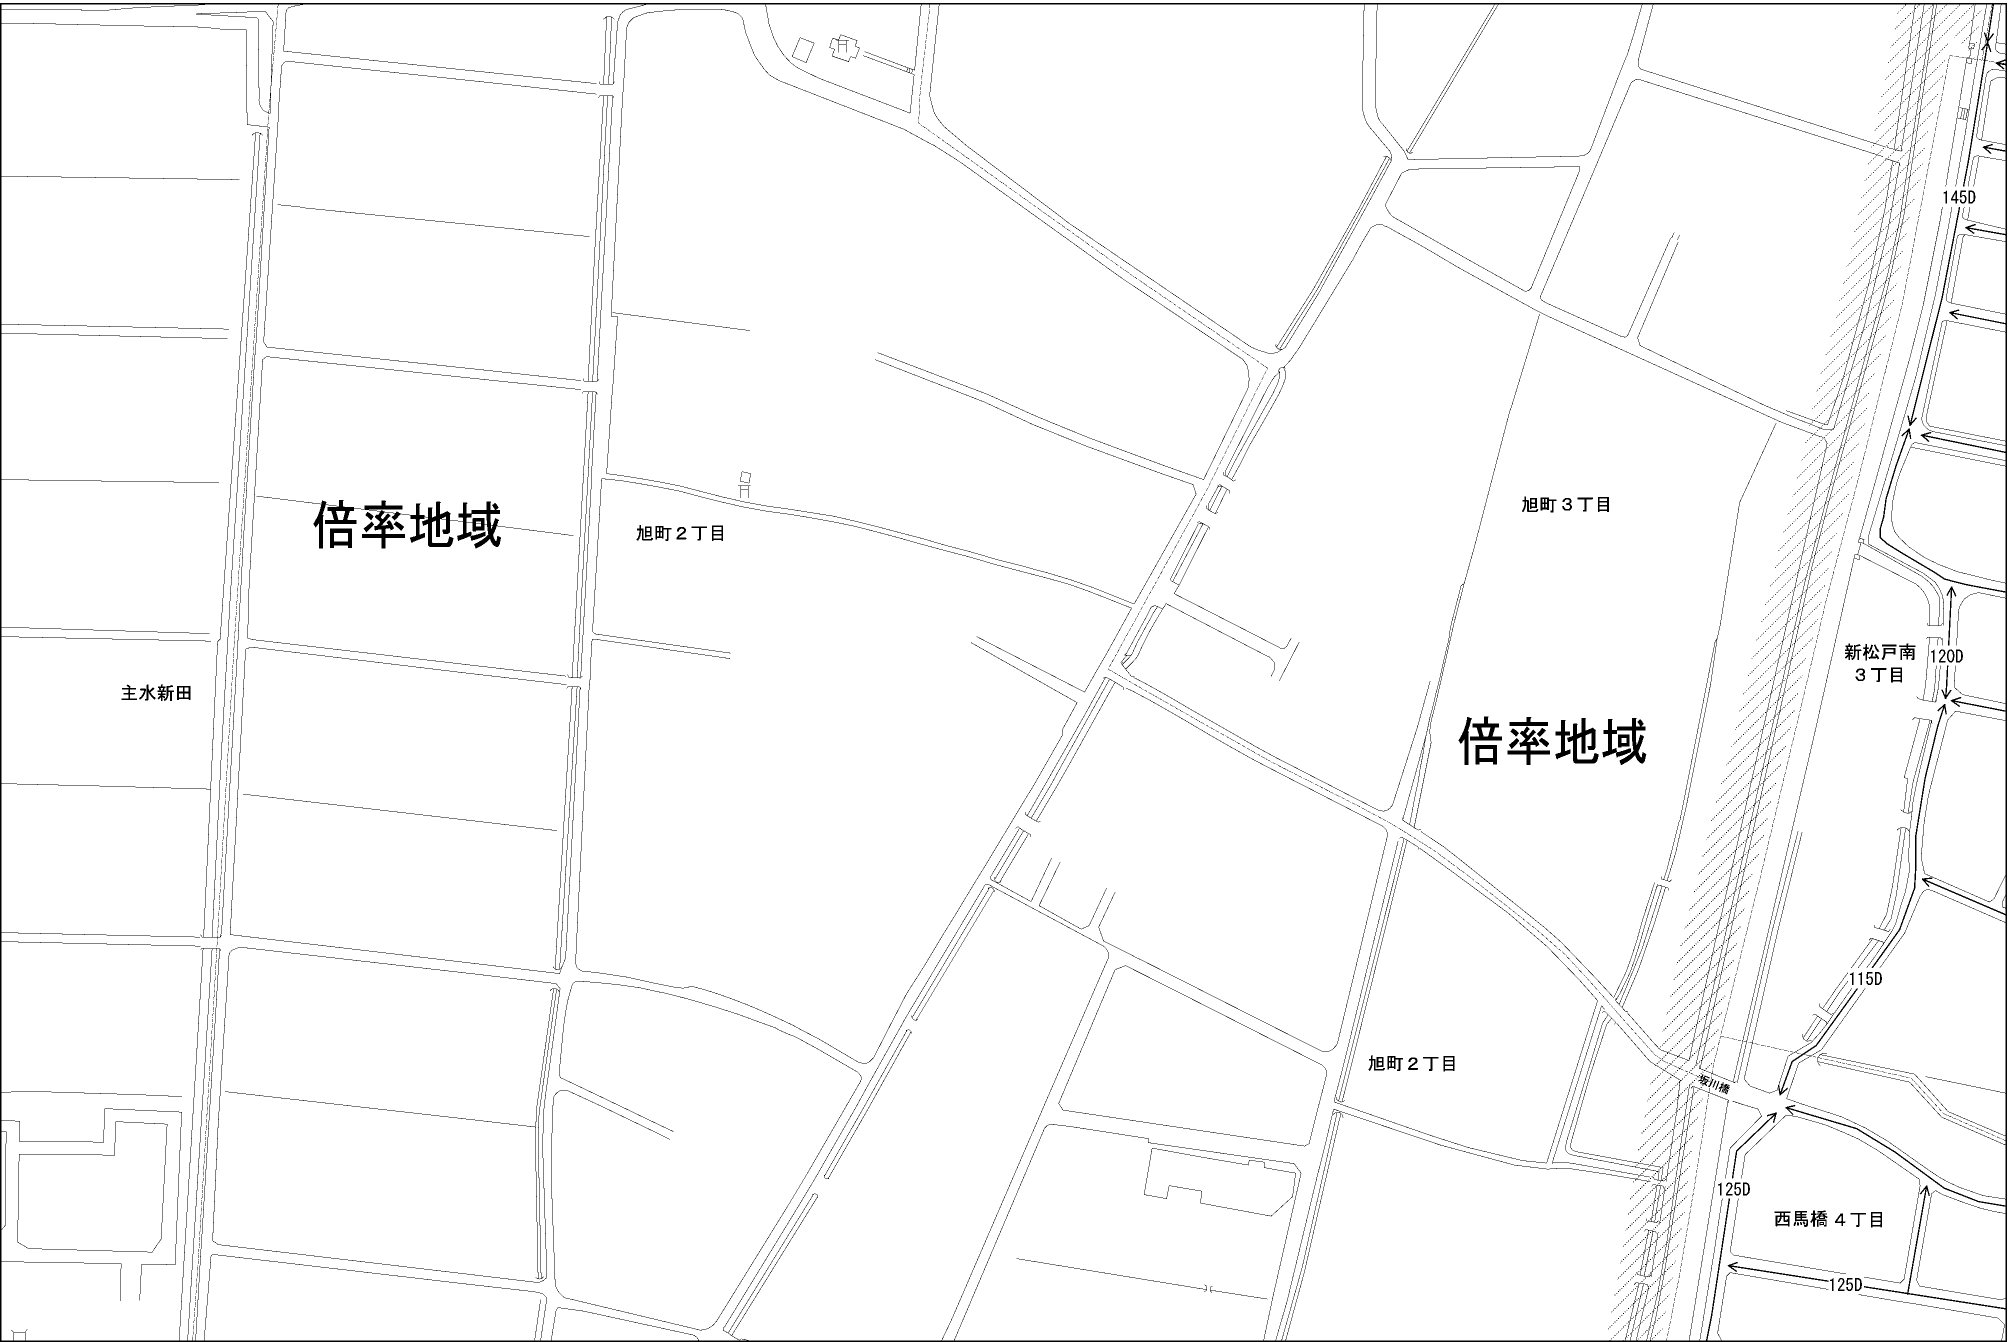 145D
旭町３丁目
倍率地域
旭町２丁目
新松戸南
３丁目
120D
主水新田
倍率地域
115D
旭町２丁目
坂川橋
125D
西馬橋４丁目
125D